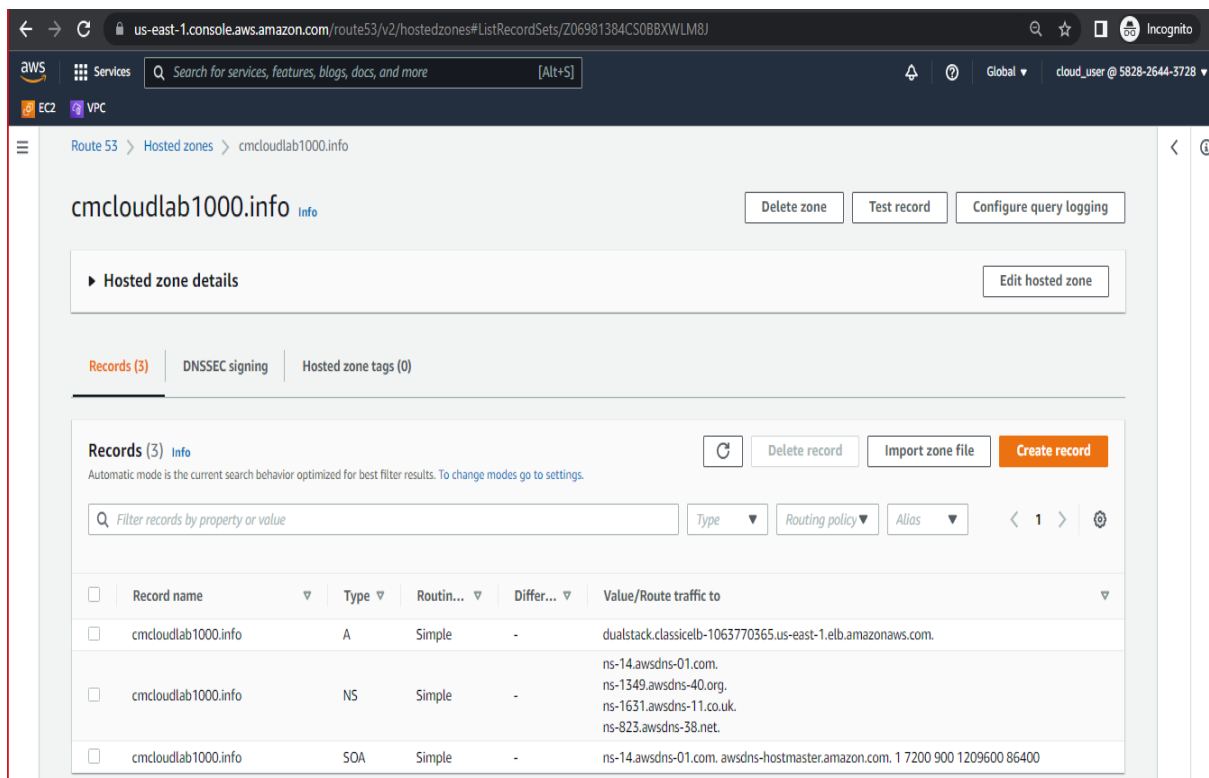 us-east-1.console.aws.amazon.com/route53/v2/hostedzones#ListRecordSets/Z06981384CS0BBXWLM8J Incognito
aws Services Search for services, features, blogs, docs, and more [Alt+S] Global cloud_user @ 5828-2644-3728
EC2 VPC
Route 53 > Hosted zones > cmcloudlab1000.info
cmcloudlab1000.info Info Delete zone Test record Configure query logging
Hosted zone details Edit hosted zone
Records (3) DNSSEC signing Hosted zone tags (0)
Records (3) Info Delete record Import zone file Create record
Automatic mode is the current search behavior optimized for best filter results. To change modes go to settings.
Filter records by property or value Type Routing policy Alias 1
Record name Type Routin... Differ... Value/Route traffic to
cmcloudlab1000.info A Simple - dualstack.classicelb-1063770365.us-east-1.elb.amazonaws.com.
ns-14.awsdns-01.com.
ns-1349.awsdns-40.org.
cmcloudlab1000.info NS Simple - ns-1631.awsdns-11.co.uk.
ns-823.awsdns-38.net.
cmcloudlab1000.info SOA Simple - ns-14.awsdns-01.com. awsdns-hostmaster.amazon.com. 1 7200 900 1209600 86400